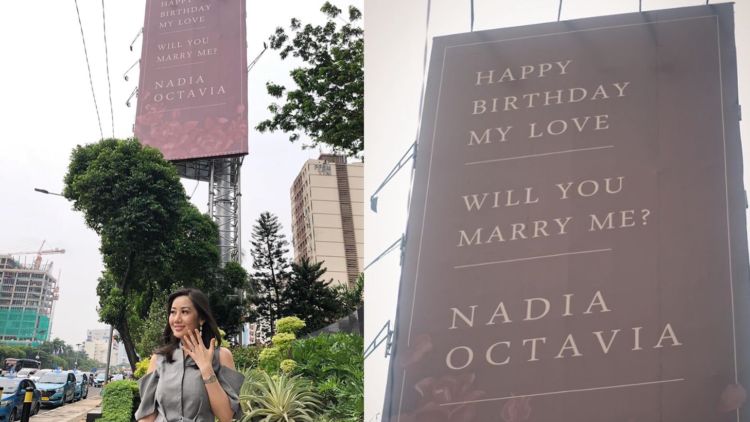 HAPPY
BIRTHDAY
MY LOVE
WILL YOU
MARRY ME?
NADIA
OCTAVIA
HAPPY
BIRTHDAY
MY LOVE
WILL YOU
MARRY ME?
NADIA
OCTAVIA